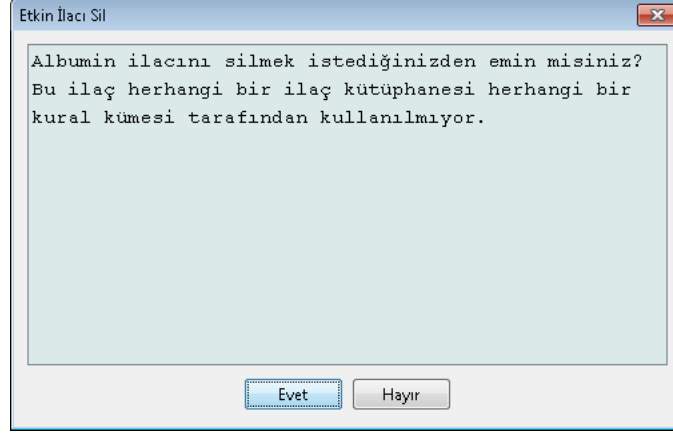 Etkin İlacı Sil
Albumin ilacını silmek istediğinizden emin misiniz?
Bu ilaç herhangi bir ilaç kütüphanesi herhangi bir
kural kümesi tarafından kullanılmıyor.
Evet
Hayır